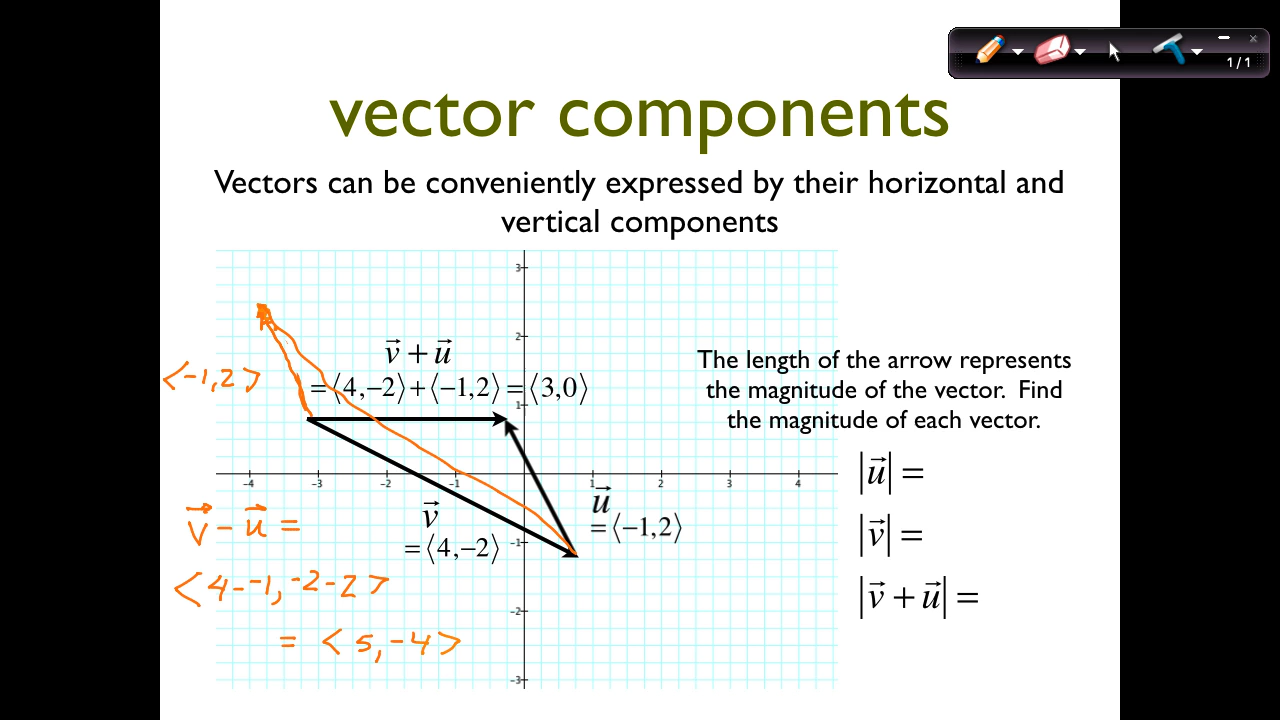 1/1
vector components
Vectors can be conveniently expressed by their horizontal and
vertical components
3
2
1
-1
-2
-3
-4 -3 -2 -1 1 2 3 4
v⃗ + u⃗
= ⟨4,−2⟩ + ⟨−1,2⟩ = ⟨3,0⟩
<-1,2>
v⃗
= ⟨4,−2⟩
u⃗
= ⟨−1,2⟩
v⃗ - u⃗ =
<4--1, -2-2>
= <5,-4>
The length of the arrow represents
the magnitude of the vector. Find
the magnitude of each vector.
|u⃗| =
|v⃗| =
|v⃗ + u⃗| =